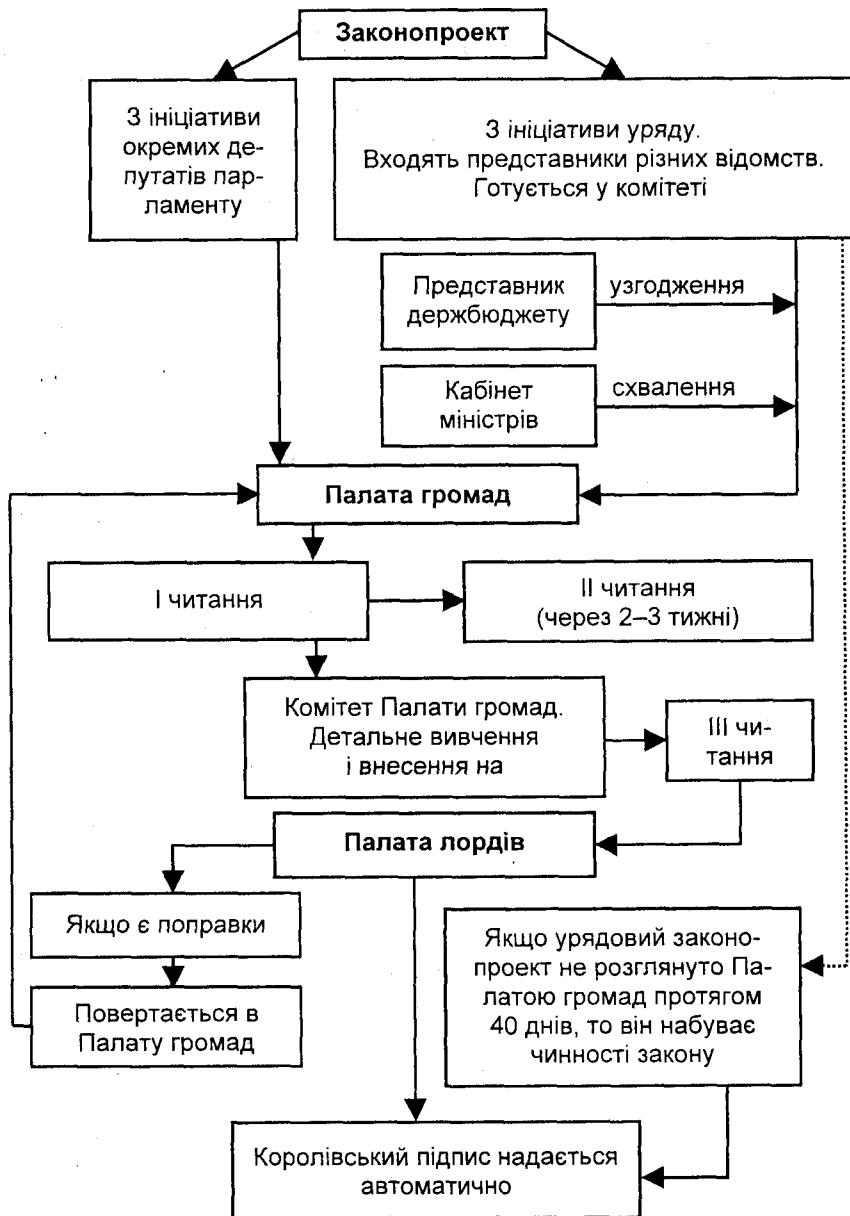 Законопроект
З ініціативи
окремих де-
путатів пар-
ламенту
З ініціативи уряду.
Входять представники різних відомств.
Готується у комітеті
Представник
держбюджету
узгодження
Кабінет
міністрів
схвалення
Палата громад
І читання
ІІ читання
(через 2–3 тижні)
Комітет Палати громад.
Детальне вивчення
і внесення на
ІІІ чи-
тання
Палата лордів
Якщо є поправки
Повертається в
Палату громад
Якщо урядовий законо-
проект не розглянуто Па-
латою громад протягом
40 днів, то він набуває
чинності закону
Королівський підпис надається
автоматично